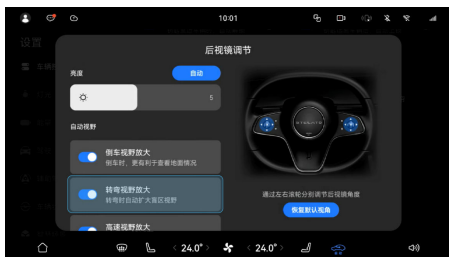 10:01
设置
后视镜调节
亮度
自动
5
自动视野
倒车视野放大
倒车时，更有利于查看地面情况
转弯视野放大
转弯时自动扩大盲区视野
高速视野放大
通过左右滚轮分别调节后视镜角度
恢复默认视角
24.0°
24.0°